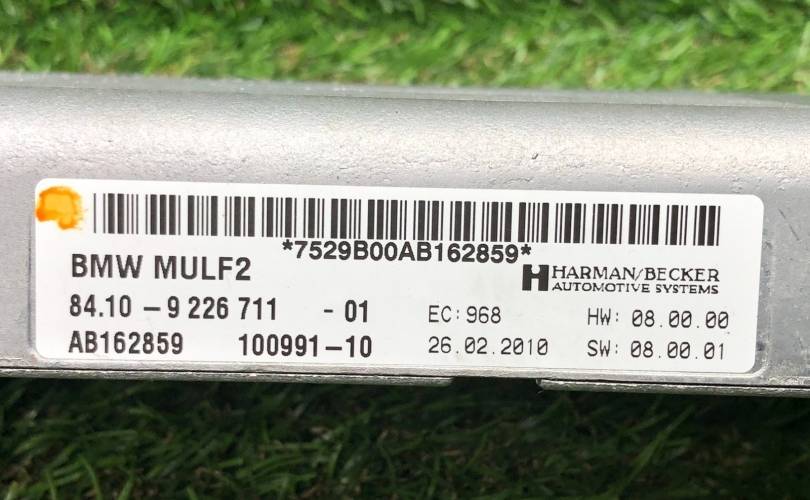 *7529B00AB162859*
BMW MULF2
HARMAN/BECKER
AUTOMOTIVE SYSTEMS
84.10 - 9 226 711 - 01 EC: 968 HW: 08.00.00
AB162859 100991-10 26.02.2010 SW: 08.00.01